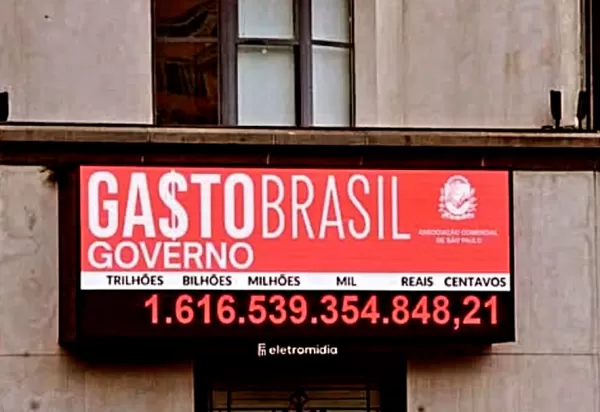 GA$TOBRASIL
GOVERNO
ASSOCIAÇÃO COMERCIAL
DE SÃO PAULO
TRILHÕES BILHÕES MILHÕES MIL REAIS CENTAVOS
1.616.539.354.848,21
eletromidia